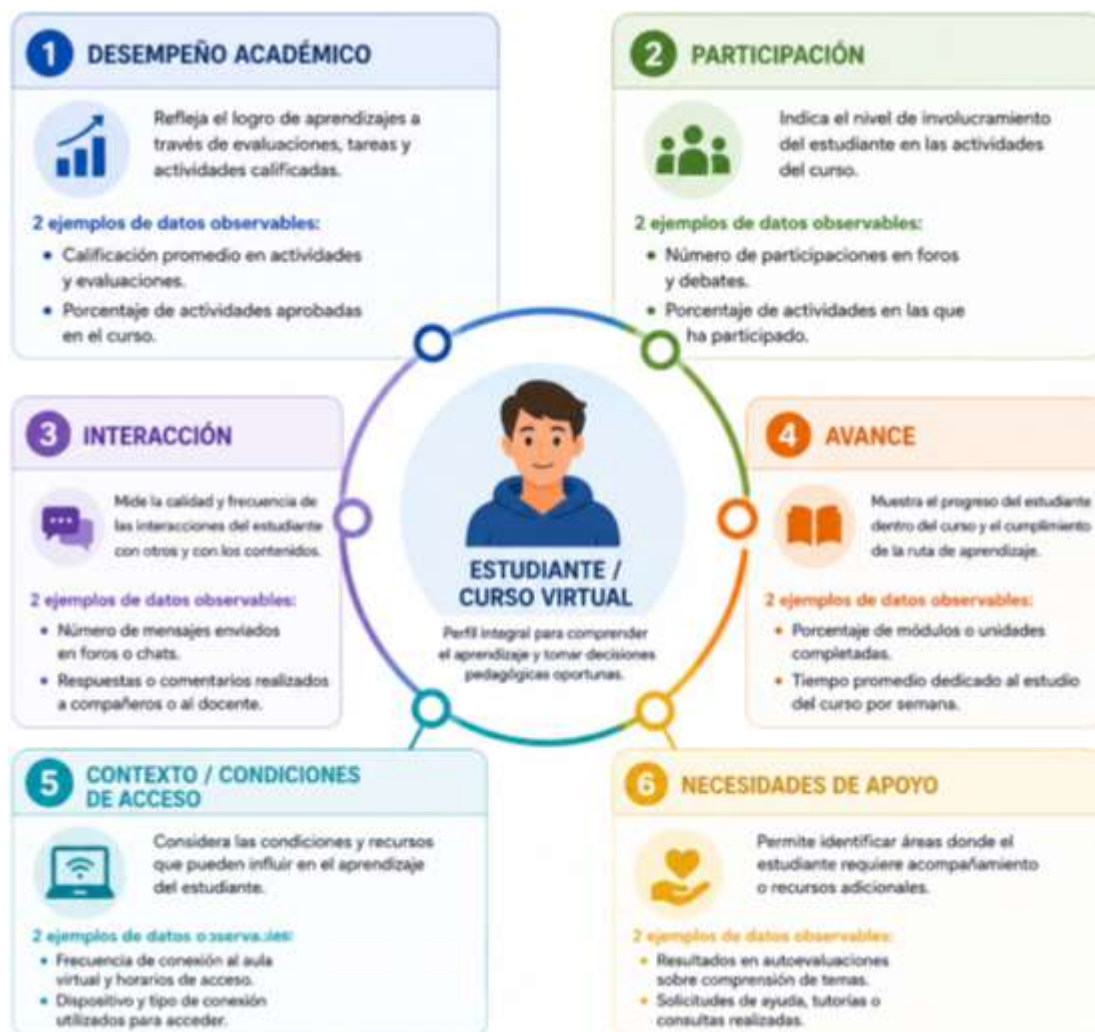 1 DESEMPEÑO ACADÉMICO
Refleja el logro de aprendizajes a
través de evaluaciones, tareas y
actividades calificadas.
2 ejemplos de datos observables:
• Calificación promedio en actividades
y evaluaciones.
• Porcentaje de actividades aprobadas
en el curso.
2 PARTICIPACIÓN
Indica el nivel de involucramiento
del estudiante en las actividades
del curso.
2 ejemplos de datos observables:
• Número de participaciones en foros
y debates.
• Porcentaje de actividades en las que
ha participado.
3 INTERACCIÓN
Mide la calidad y frecuencia de
las interacciones del estudiante
con otros y con los contenidos.
2 ejemplos de datos observables:
• Número de mensajes enviados
en foros o chats.
• Respuestas o comentarios realizados
a compañeros o al docente.
ESTUDIANTE /
CURSO VIRTUAL
Perfil integral para comprender
el aprendizaje y tomar decisiones
pedagógicas oportunas.
4 AVANCE
Muestra el progreso del estudiante
dentro del curso y el cumplimiento
de la ruta de aprendizaje.
2 ejemplos de datos observables:
• Porcentaje de módulos o unidades
completadas.
• Tiempo promedio dedicado al estudio
del curso por semana.
5 CONTEXTO / CONDICIONES
DE ACCESO
Considera las condiciones y recursos
que pueden influir en el aprendizaje
del estudiante.
2 ejemplos de datos
• Frecuencia de conexión al aula
virtual y horarios de acceso.
• Dispositivo y tipo de conexión
utilizados para acceder.
6 NECESIDADES DE APOYO
Permite identificar áreas donde el
estudiante requiere acompañamiento
o recursos adicionales.
2 ejemplos de datos observables:
• Resultados en autoevaluaciones
sobre comprensión de temas.
• Solicitudes de ayuda, tutorías o
consultas realizadas.